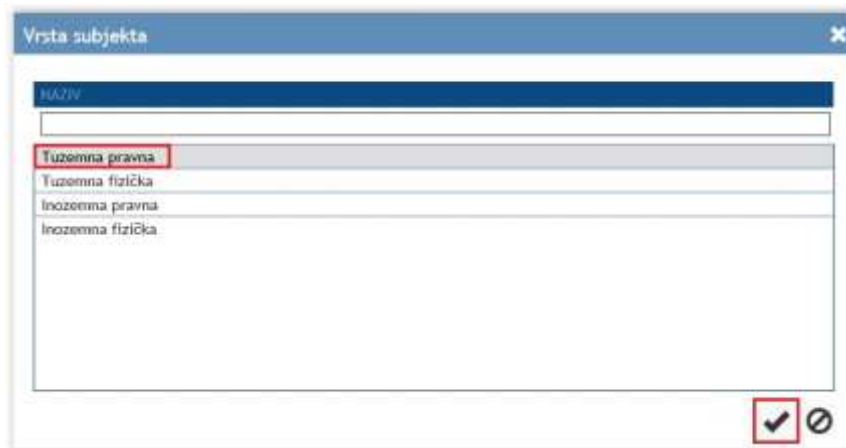 Vrsta subjekta
NAZIV
Tuzemna pravna
Tuzemna fizička
Inozemna pravna
Inozemna fizička